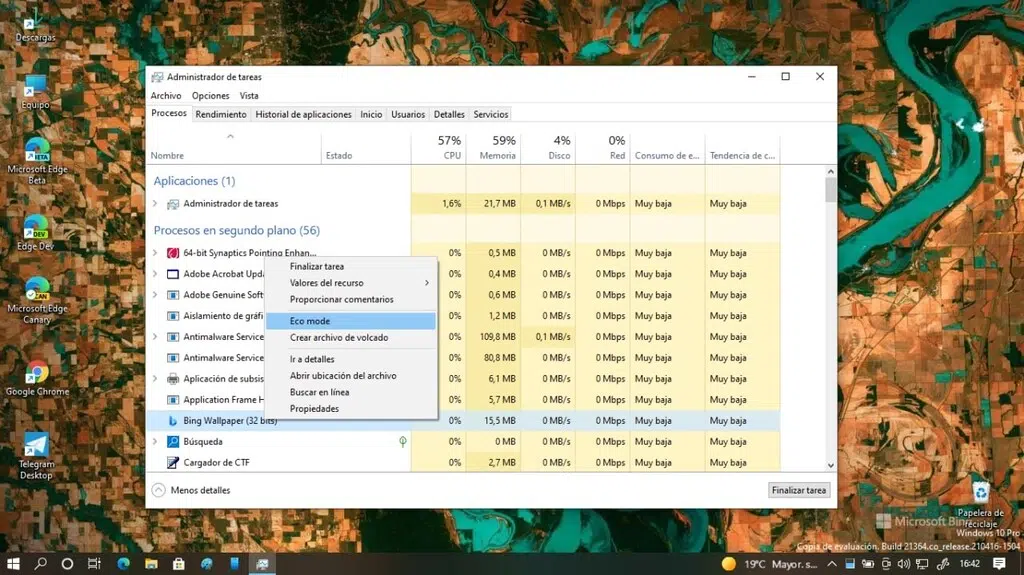 Descargas
Equipo
Microsoft Edge
Beta
Edge Dev
Microsoft Edge
Canary
Google Chrome
Telegram
Desktop
Administrador de tareas
Archivo Opciones Vista
Procesos Rendimiento Historial de aplicaciones Inicio Usuarios Detalles Servicios
57% 59% 4% 0%
Nombre Estado CPU Memoria Disco Red Consumo de e... Tendencia de c...
Aplicaciones (1)
Administrador de tareas 1,6% 21,7 MB 0,1 MB/s 0 Mbps Muy baja Muy baja
Procesos en segundo plano (56)
64-bit Synaptics Pointing Enhan... 0% 0,5 MB 0 MB/s 0 Mbps Muy baja Muy baja
Adobe Acrobat Upda 0% 0,4 MB 0 MB/s 0 Mbps Muy baja Muy baja
Adobe Genuine Soft 0% 0,6 MB 0 MB/s 0 Mbps Muy baja Muy baja
Aislamiento de gráfi 0% 1,2 MB 0 MB/s 0 Mbps Muy baja Muy baja
Antimalware Service 0% 109,8 MB 0,1 MB/s 0 Mbps Muy baja Muy baja
Antimalware Service 0% 80,8 MB 0 MB/s 0 Mbps Muy baja Muy baja
Aplicación de subsis 0% 6,1 MB 0 MB/s 0 Mbps Muy baja Muy baja
Application Frame H 0% 5,7 MB 0 MB/s 0 Mbps Muy baja Muy baja
Bing Wallpaper (32 bits) 0% 15,5 MB 0 MB/s 0 Mbps Muy baja Muy baja
Búsqueda 0% 0 MB 0 MB/s 0 Mbps Muy baja Muy baja
Cargador de CTF 0% 2,7 MB 0 MB/s 0 Mbps Muy baja Muy baja
Finalizar tarea
Valores del recurso
Proporcionar comentarios
Eco mode
Crear archivo de volcado
Ir a detalles
Abrir ubicación del archivo
Buscar en línea
Propiedades
Menos detalles Finalizar tarea
Papelera de
reciclaje
Microsoft Bing
Windows 10 Pro
Copia de evaluación. Build 21364.co_release.210416-1504
19°C Mayor. s... 16:42
BETA
DEV
CAN